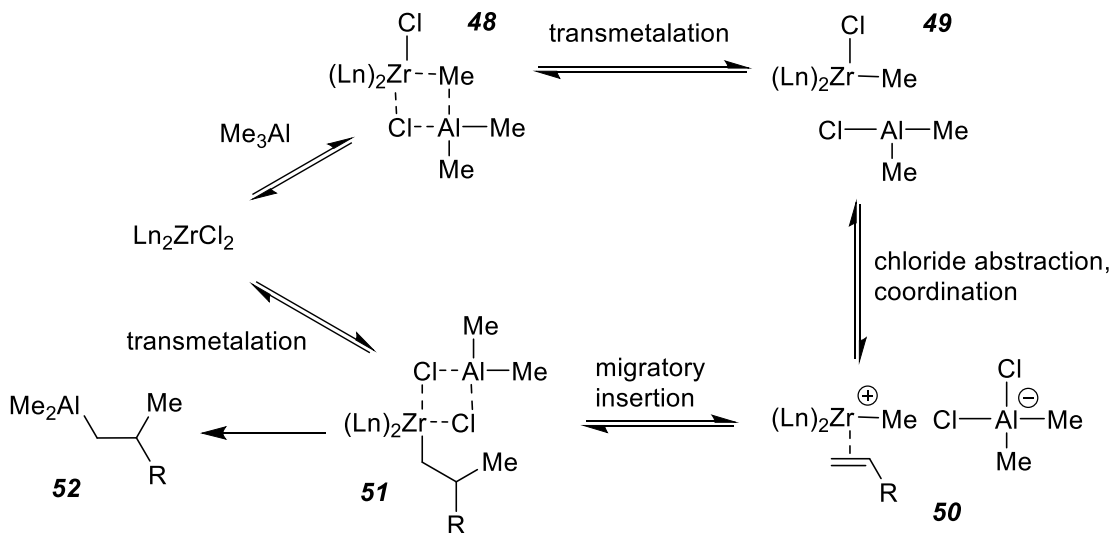 Cl
48
transmetalation
Cl
49
(Ln)2Zr
Me
(Ln)2Zr
Me
Cl
Al
Me
Me3Al
Cl
Al
Me
Me
Me
Ln2ZrCl2
chloride abstraction,
coordination
transmetalation
Me
Cl
Al
Me
migratory
insertion
Cl
⊕
⊖
Me2Al
Me
(Ln)2Zr
Cl
(Ln)2Zr
Me
Cl
Al
Me
Me
Me
R
52
51
R
R
50